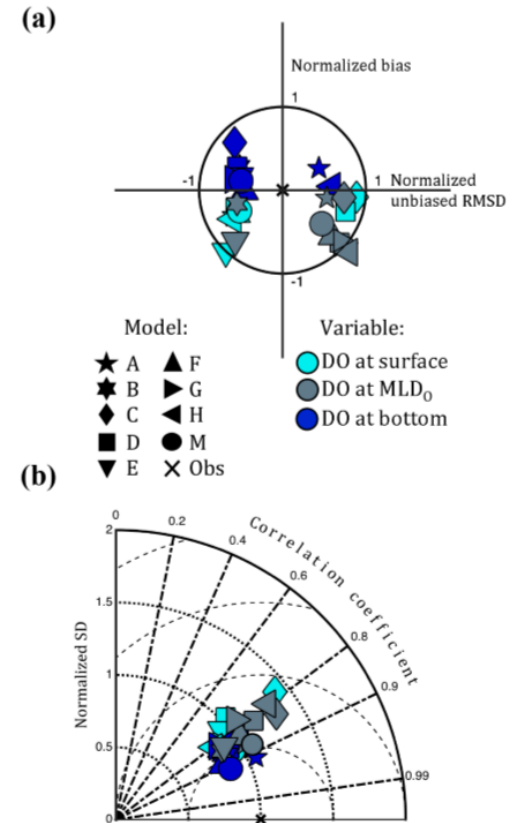 (a)
Normalized bias
1
-1
1
Normalized
unbiased RMSD
-1
Model:
A
F
B
G
C
H
D
M
E
Obs
Variable:
DO at surface
DO at MLD₀
DO at bottom
(b)
Correlation coefficient
0
0.2
0.4
0.6
0.8
0.9
0.99
Normalized SD
2
1.5
1
0.5
0